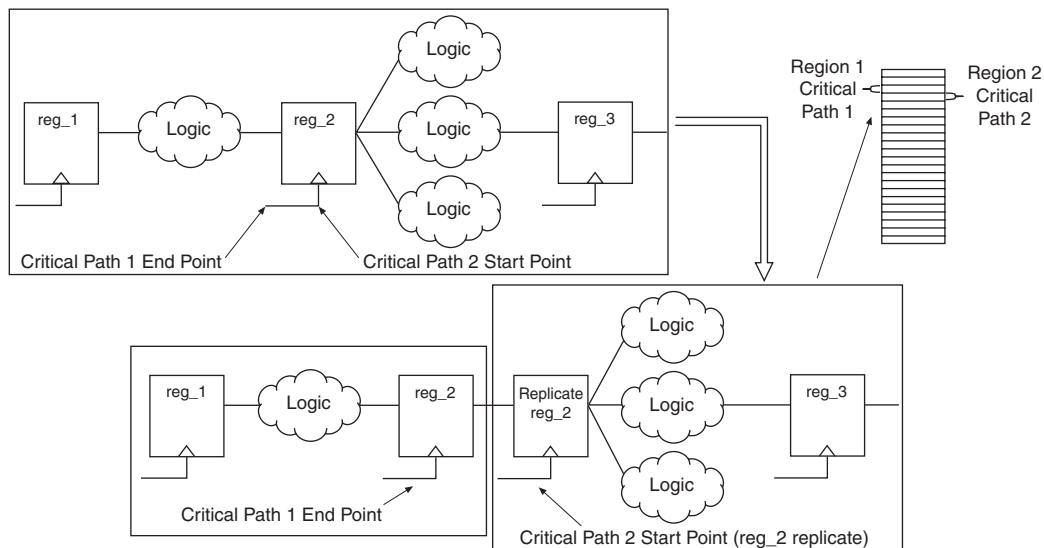 Logic
reg_1
Logic
reg_2
Logic
reg_3
Logic
Critical Path 1 End Point
Critical Path 2 Start Point
Region 1
Critical
Path 1
Region 2
Critical
Path 2
Logic
reg_1
Logic
reg_2
Replicate
reg_2
Logic
reg_3
Logic
Critical Path 1 End Point
Critical Path 2 Start Point (reg_2 replicate)